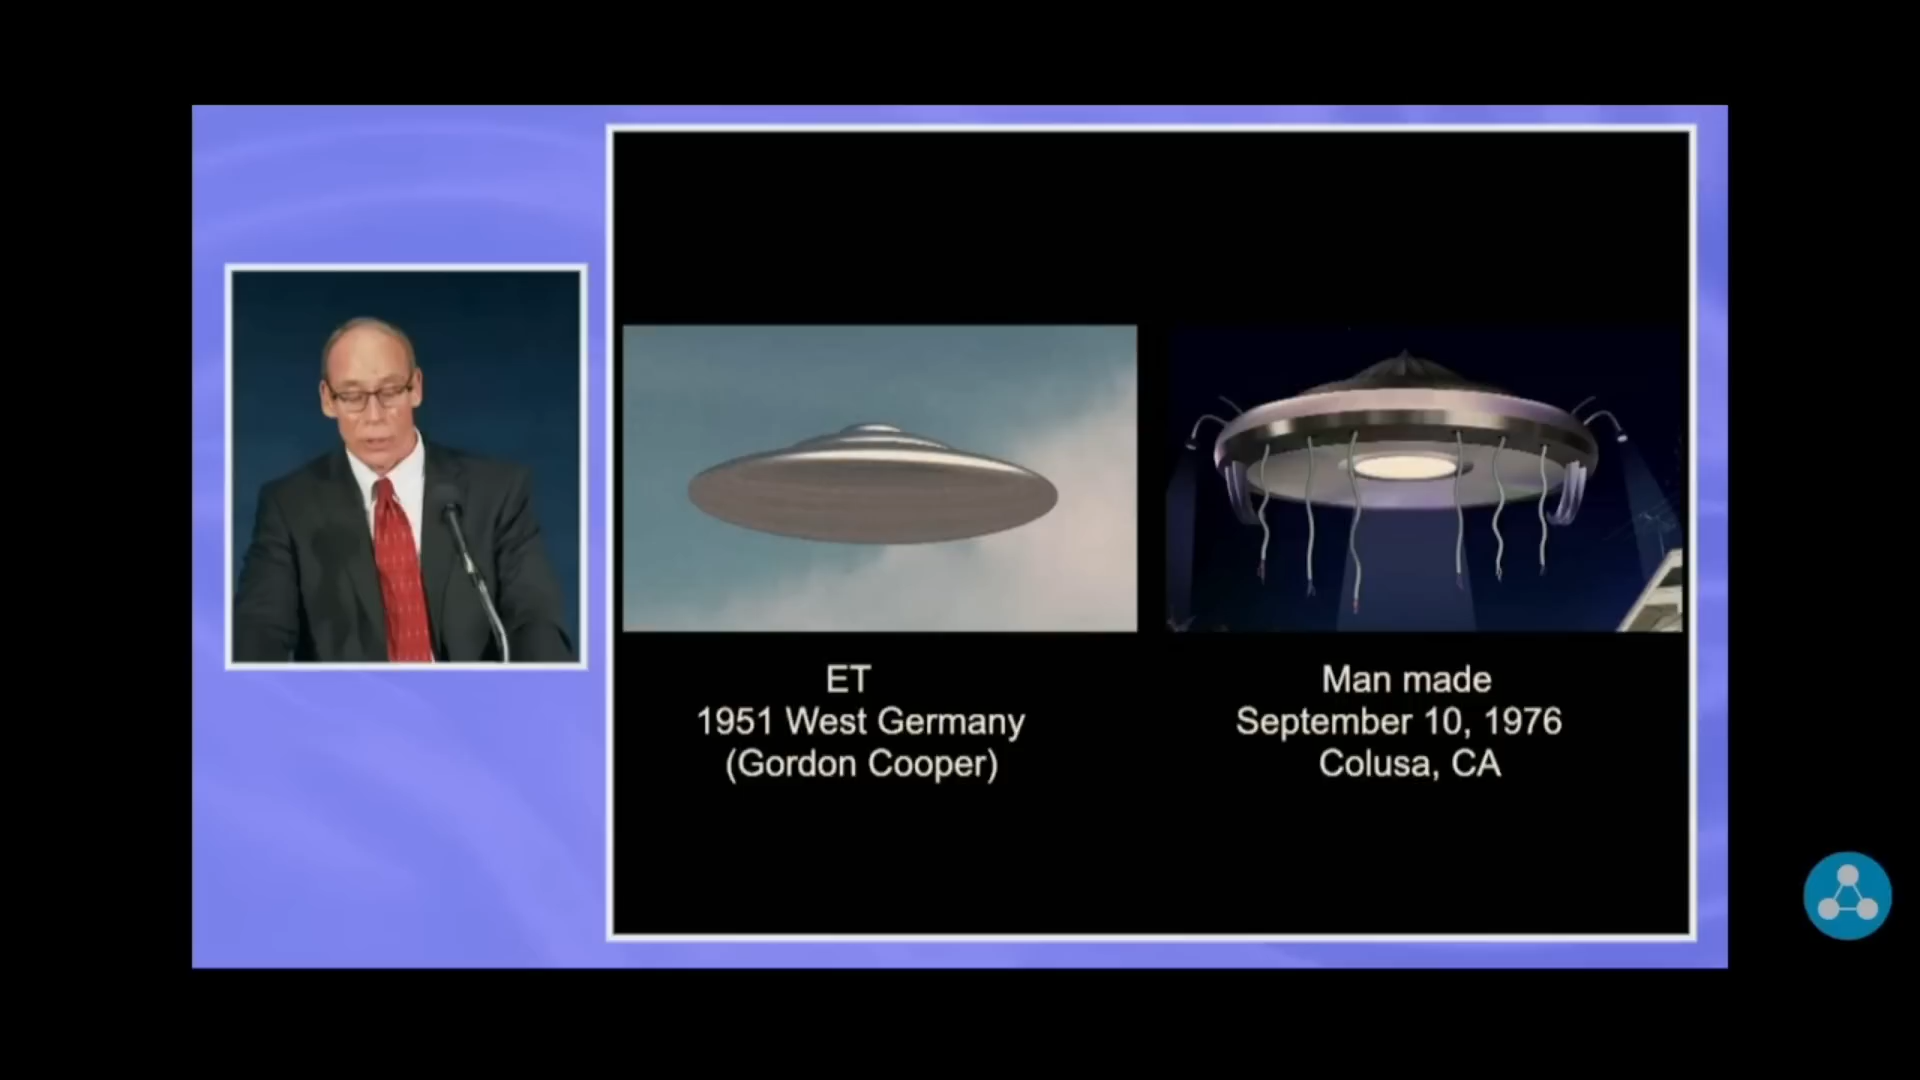 ET
1951 West Germany
(Gordon Cooper)
Man made
September 10, 1976
Colusa, CA